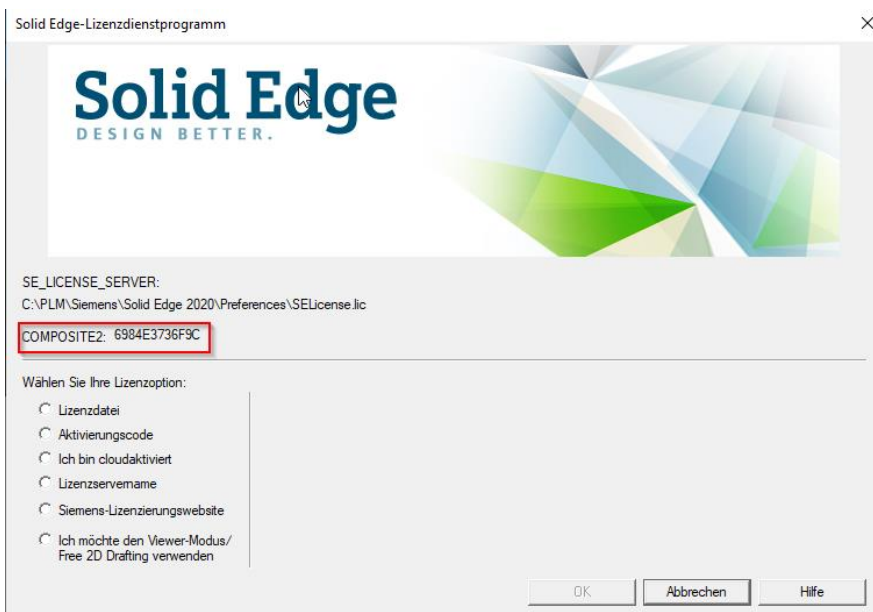 Solid Edge-Lizenzdienstprogramm
Solid Edge
DESIGN BETTER.
SE_LICENSE_SERVER:
C:\PLM\Siemens\Solid Edge 2020\Preferences\SELicense.lic
COMPOSITE2: 6984E3736F9C
Wählen Sie Ihre Lizenzoption:
Lizenzdatei
Aktivierungscode
Ich bin cloudaktiviert
Lizenzservername
Siemens-Lizenzierungswebsite
Ich möchte den Viewer-Modus/
Free 2D Drafting verwenden
OK Abbrechen Hilfe